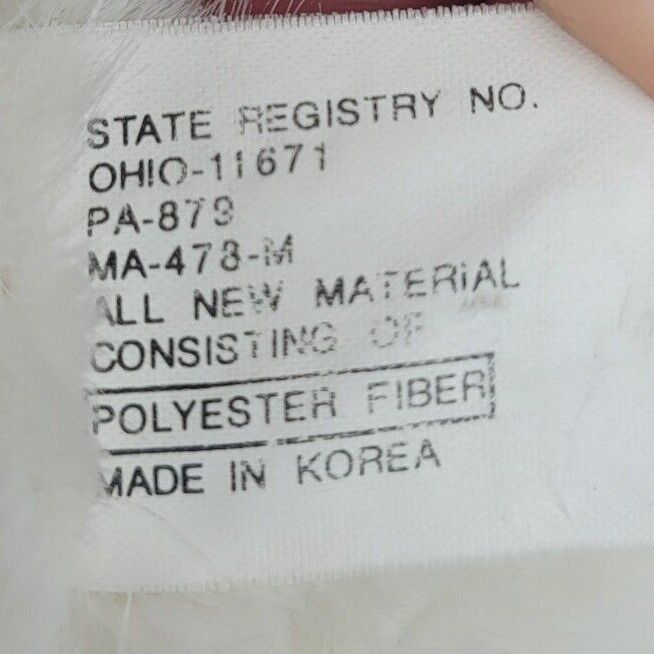 STATE REGISTRY NO.
OHIO-11671
PA-879
MA-478-M
ALL NEW MATERIAL
CONSISTING OF
POLYESTER FIBER
MADE IN KOREA